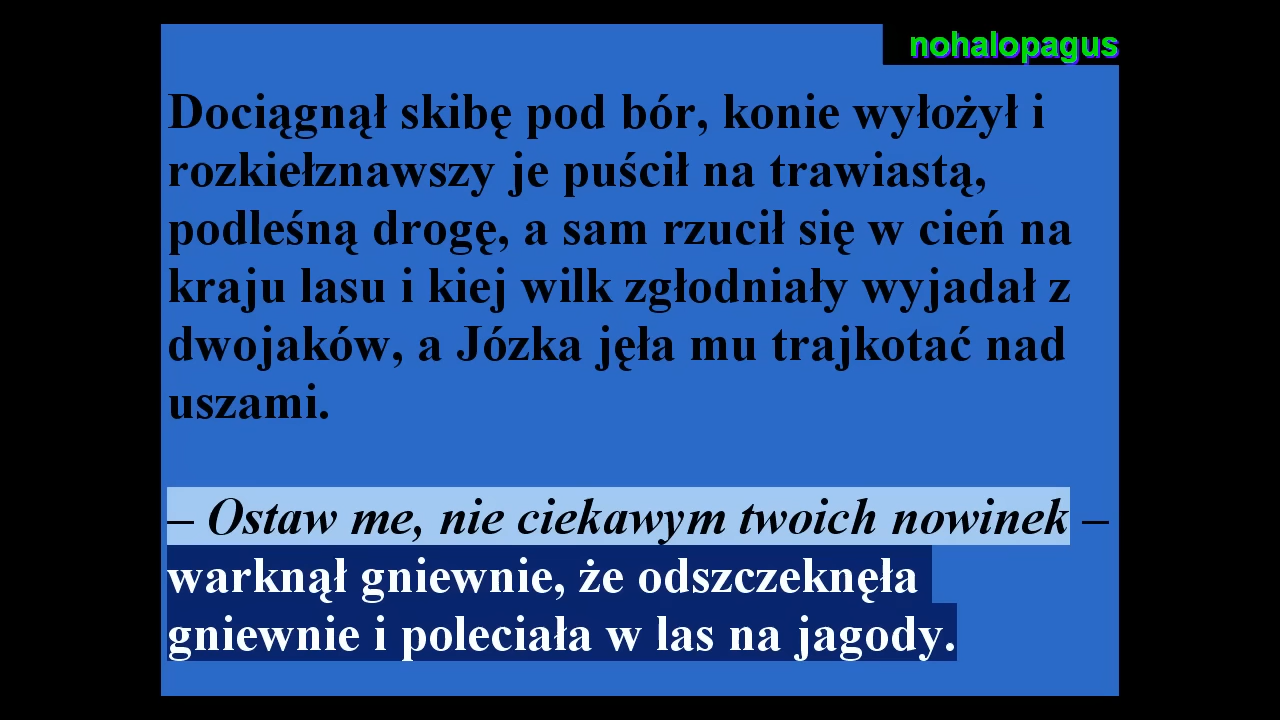 nohalopagus
Dociągnął skibę pod bór, konie wyłożył i
rozkiełznawszy je puścił na trawiastą,
podleśną drogę, a sam rzucił się w cień na
kraju lasu i kiej wilk zgłodniały wyjadał z
dwojaków, a Józka jęła mu trajkotać nad
uszami.
– Ostaw me, nie ciekawym twoich nowinek –
warknął gniewnie, że odszczeknęła
gniewnie i poleciała w las na jagody.